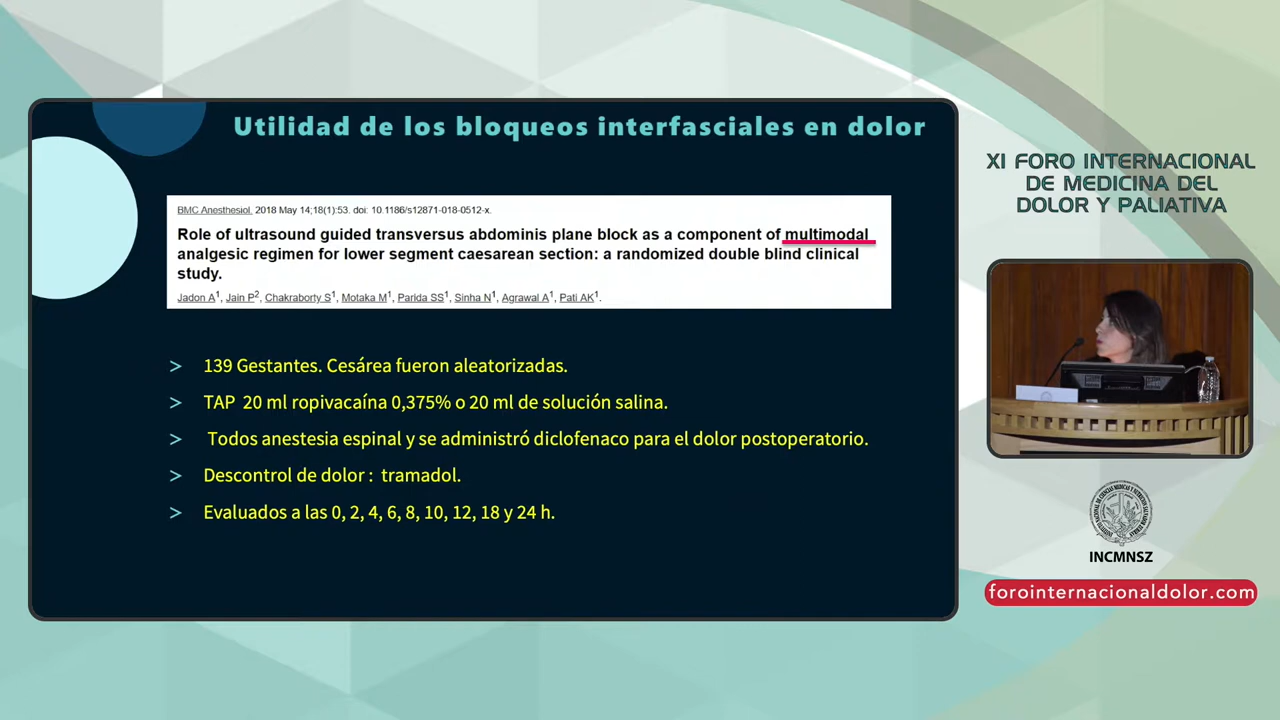 Utilidad de los bloqueos interfasciales en dolor
BMC Anesthesiol. 2018 May 14;18(1):53. doi: 10.1186/s12871-018-0512-x.
Role of ultrasound guided transversus abdominis plane block as a component of multimodal
analgesic regimen for lower segment caesarean section: a randomized double blind clinical
study.
Jadon A1, Jain P2, Chakraborty S1, Motaka M1, Parida SS1, Sinha N1, Agrawal A1, Pati AK1.
> 139 Gestantes. Cesárea fueron aleatorizadas.
> TAP 20 ml ropivacaína 0,375% o 20 ml de solución salina.
> Todos anestesia espinal y se administró diclofenaco para el dolor postoperatorio.
> Descontrol de dolor : tramadol.
> Evaluados a las 0, 2, 4, 6, 8, 10, 12, 18 y 24 h.
XI FORO INTERNACIONAL
DE MEDICINA DEL
DOLOR Y PALIATIVA
INCMNSZ
forointernacionaldolor.com